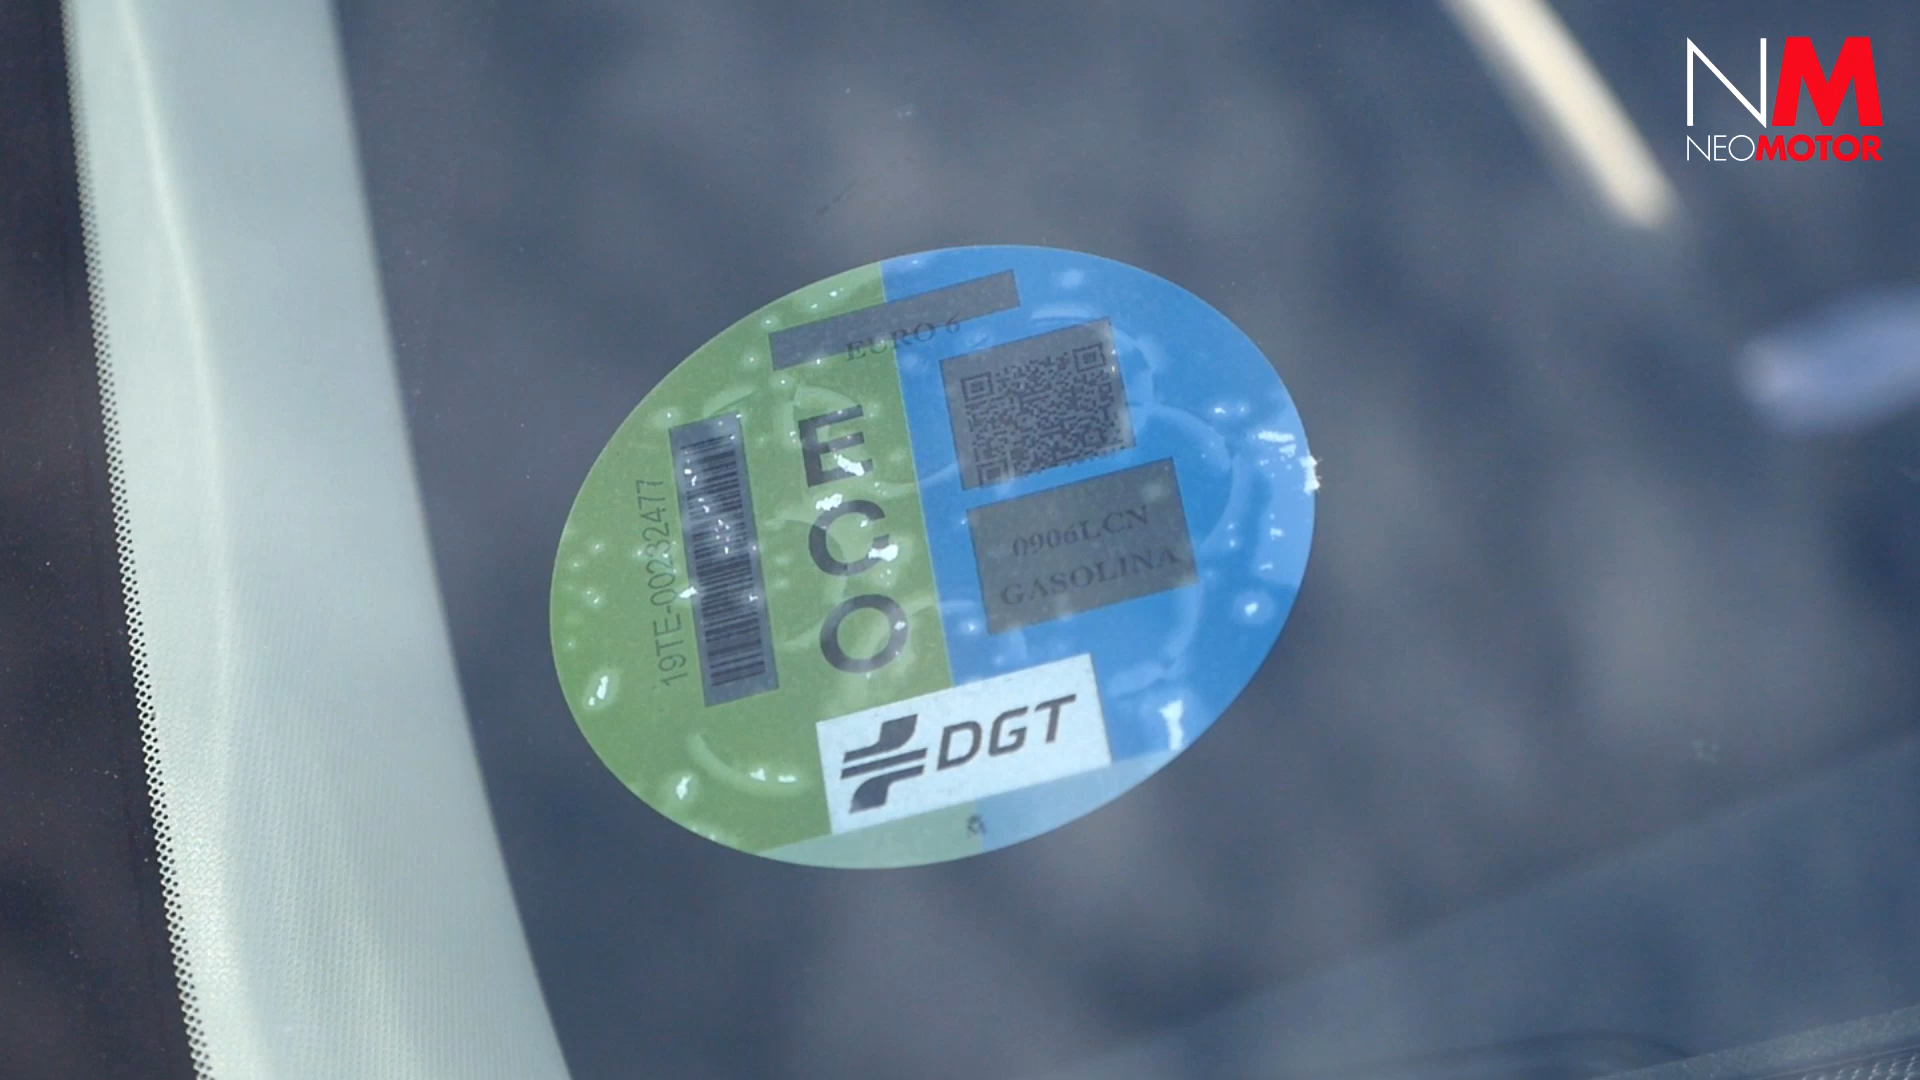 NM
NEOMOTOR
EURO 6
ECO
19TE-00232477
0906LCN
GASOLINA
DGT